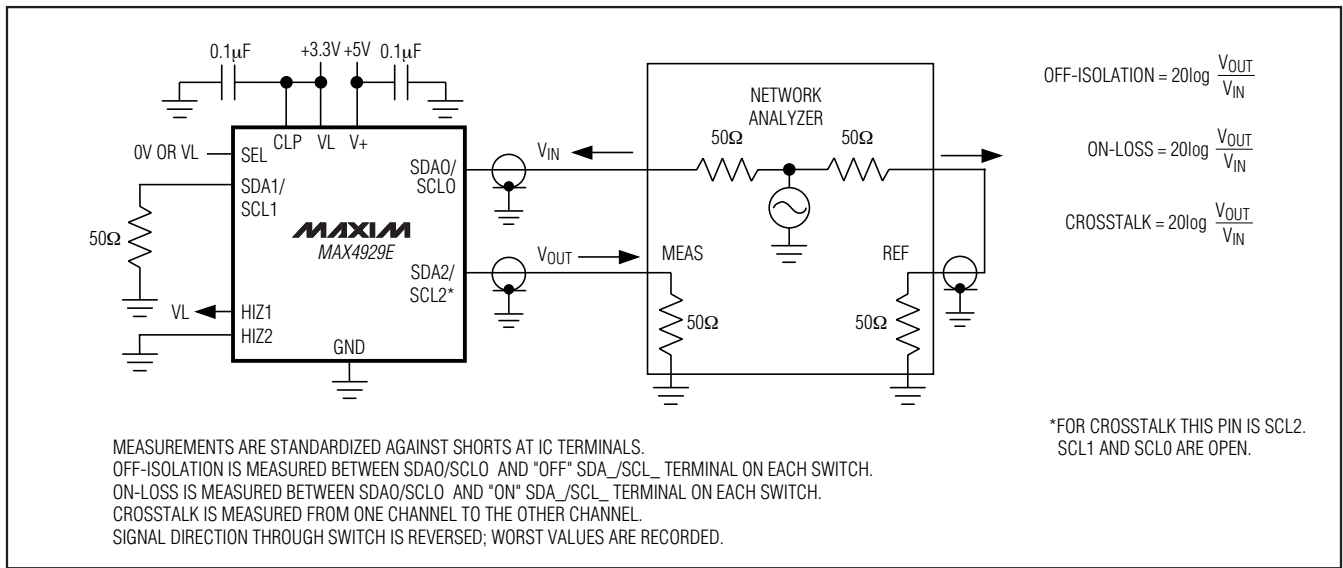 0.1μF
+3.3V +5V
0.1μF
CLP VL V+
0V OR VL
SEL
SDA1/
SCL1
50Ω
VL
HIZ1
HIZ2
GND
MAXIM
MAX4929E
SDA0/
SCL0
SDA2/
SCL2*
VIN
VOUT
NETWORK
ANALYZER
50Ω
50Ω
MEAS
REF
50Ω
50Ω
OFF-ISOLATION = 20log VOUT
VIN
ON-LOSS = 20log VOUT
VIN
CROSSTALK = 20log VOUT
VIN
*FOR CROSSTALK THIS PIN IS SCL2.
SCL1 AND SCL0 ARE OPEN.
MEASUREMENTS ARE STANDARDIZED AGAINST SHORTS AT IC TERMINALS.
OFF-ISOLATION IS MEASURED BETWEEN SDA0/SCL0 AND "OFF" SDA_/SCL_ TERMINAL ON EACH SWITCH.
ON-LOSS IS MEASURED BETWEEN SDA0/SCL0 AND "ON" SDA_/SCL_ TERMINAL ON EACH SWITCH.
CROSSTALK IS MEASURED FROM ONE CHANNEL TO THE OTHER CHANNEL.
SIGNAL DIRECTION THROUGH SWITCH IS REVERSED; WORST VALUES ARE RECORDED.